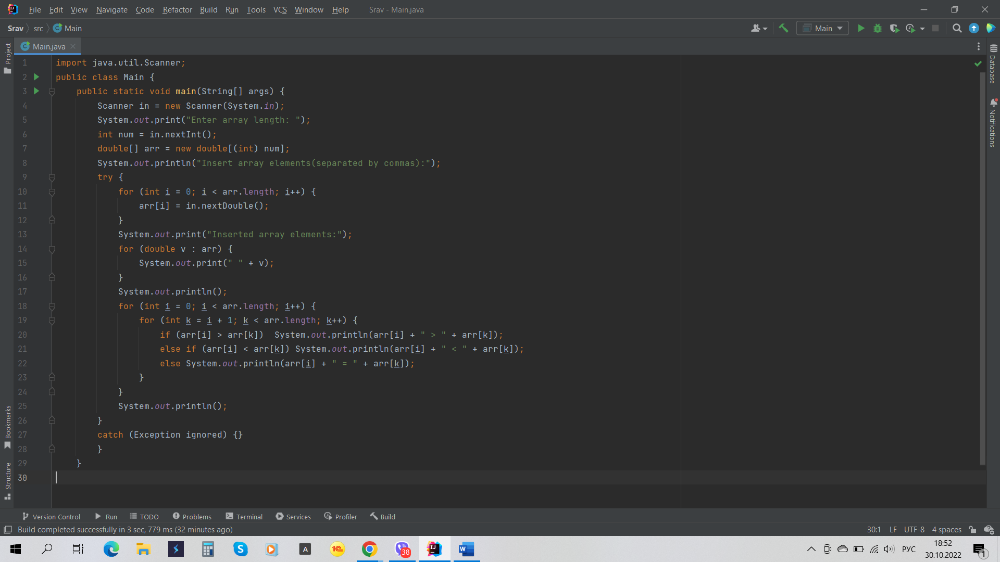 File Edit View Navigate Code Refactor Build Run Tools VCS Window Help Srav - Main.java
Srav src Main Main
Main.java
Project
Database
Notifications
Bookmarks
Structure
1 import java.util.Scanner;
2 public class Main {
3 public static void main(String[] args) {
4 Scanner in = new Scanner(System.in);
5 System.out.print("Enter array length: ");
6 int num = in.nextInt();
7 double[] arr = new double[(int) num];
8 System.out.println("Insert array elements(separated by commas):");
9 try {
10 for (int i = 0; i < arr.length; i++) {
11 arr[i] = in.nextDouble();
12 }
13 System.out.print("Inserted array elements:");
14 for (double v : arr) {
15 System.out.print(" " + v);
16 }
17 System.out.println();
18 for (int i = 0; i < arr.length; i++) {
19 for (int k = i + 1; k < arr.length; k++) {
20 if (arr[i] > arr[k])  System.out.println(arr[i] + " > " + arr[k]);
21 else if (arr[i] < arr[k]) System.out.println(arr[i] + " < " + arr[k]);
22 else System.out.println(arr[i] + " = " + arr[k]);
23 }
24 }
25 System.out.println();
26 }
27 catch (Exception ignored) {}
28 }
29 }
30
Version Control Run TODO Problems Terminal Services Profiler Build
Build completed successfully in 3 sec, 779 ms (32 minutes ago) 30:1 LF UTF-8 4 spaces
S A 1C 38 IJ W РУС 18:52
30.10.2022 1